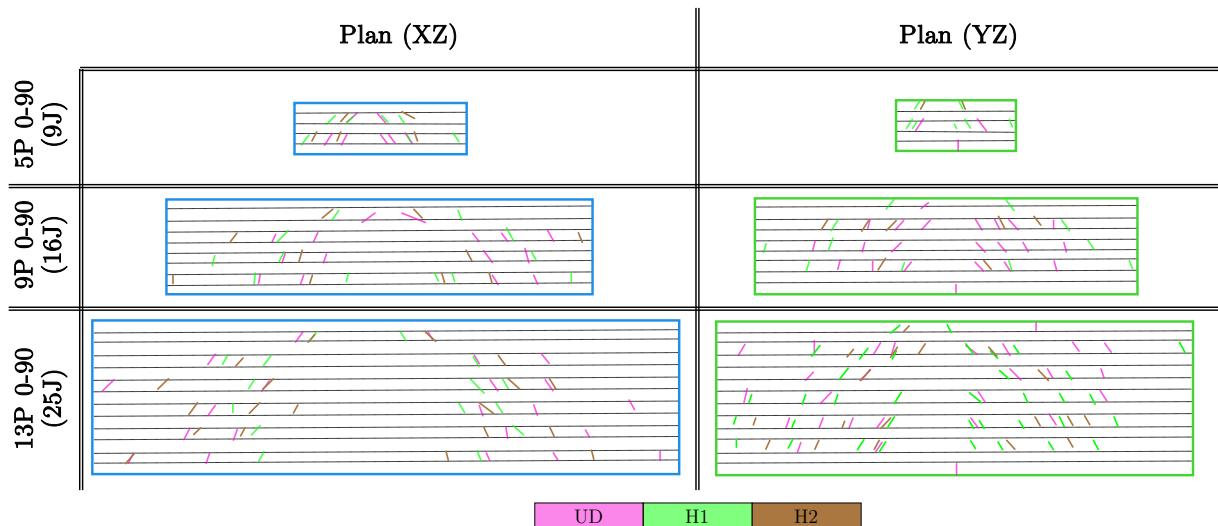 Plan (XZ)
Plan (YZ)
5P 0-90
(9J)
9P 0-90
(16J)
13P 0-90
(25J)
UD
H1
H2